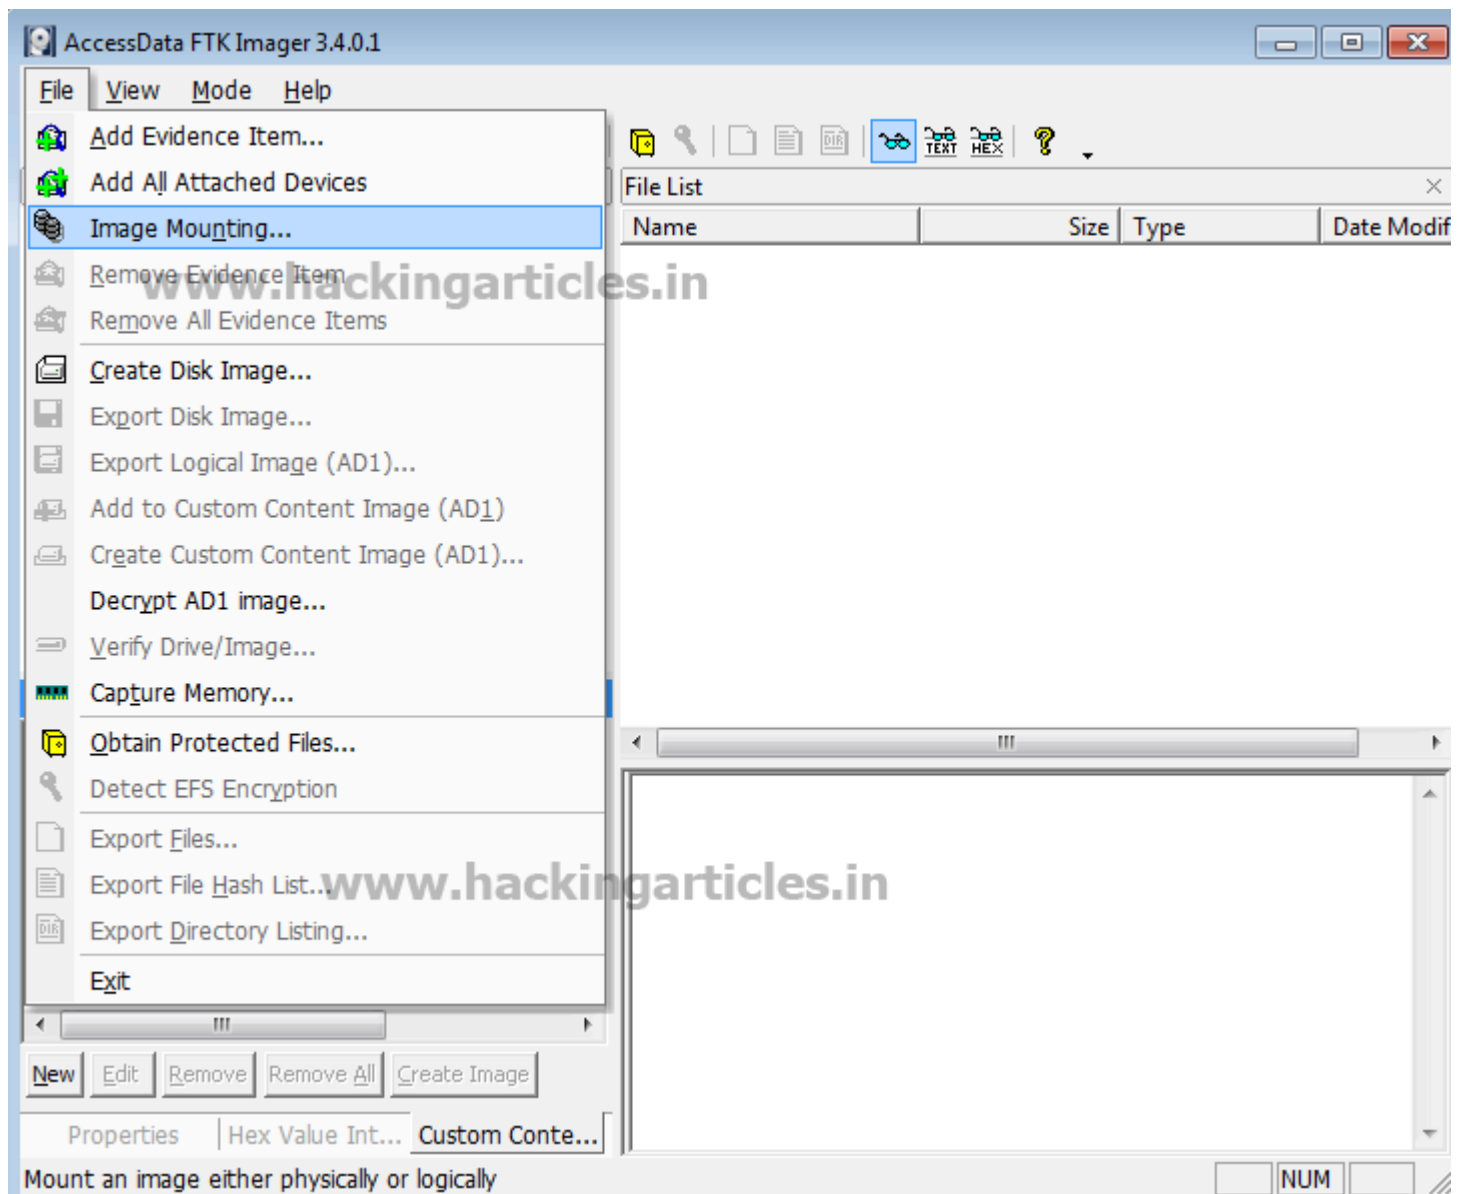 AccessData FTK Imager 3.4.0.1
File View Mode Help
Add Evidence Item...
Add All Attached Devices
Image Mounting...
Remove Evidence Item
Remove All Evidence Items
Create Disk Image...
Export Disk Image...
Export Logical Image (AD1)...
Add to Custom Content Image (AD1)
Create Custom Content Image (AD1)...
Decrypt AD1 image...
Verify Drive/Image...
Capture Memory...
Obtain Protected Files...
Detect EFS Encryption
Export Files...
Export File Hash List...
DIR Export Directory Listing...
Exit
DIR TEXT HEX
File List
Name Size Type Date Modif
www.hackingarticles.in
www.hackingarticles.in
New Edit Remove Remove All Create Image
Properties Hex Value Int... Custom Conte...
Mount an image either physically or logically NUM